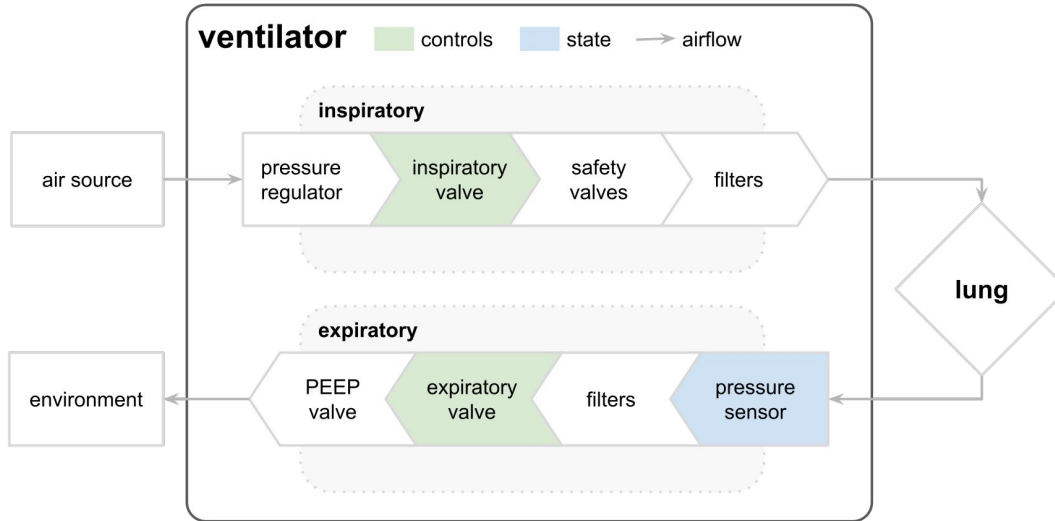 ventilator
controls
state
airflow
inspiratory
air source
pressure
regulator
inspiratory
valve
safety
valves
filters
lung
expiratory
environment
PEEP
valve
expiratory
valve
filters
pressure
sensor